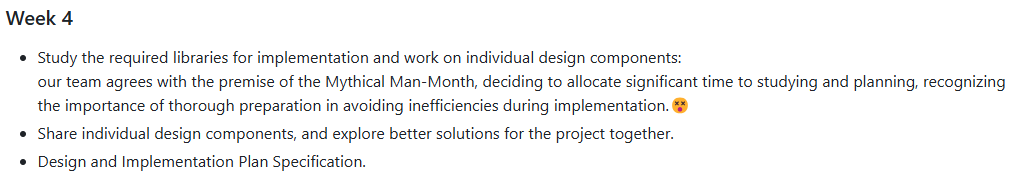 Week 4
Study the required libraries for implementation and work on individual design components:
our team agrees with the premise of the Mythical Man-Month, deciding to allocate significant time to studying and planning, recognizing
the importance of thorough preparation in avoiding inefficiencies during implementation.😵
Share individual design components, and explore better solutions for the project together.
Design and Implementation Plan Specification.